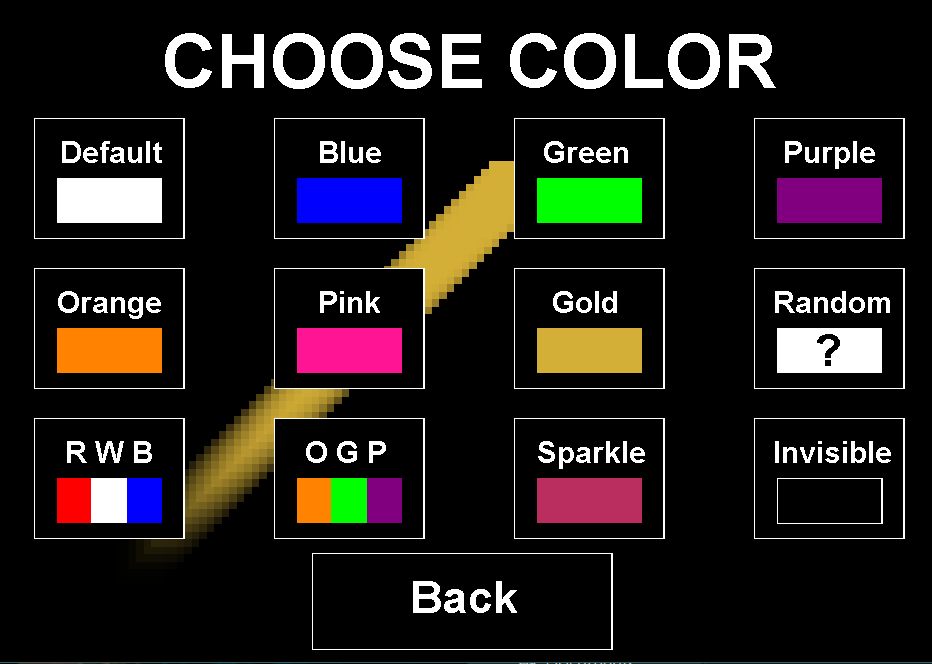 CHOOSE COLOR
Default Blue Green Purple
Orange Pink Gold Random
?
R W B O G P Sparkle Invisible
Back